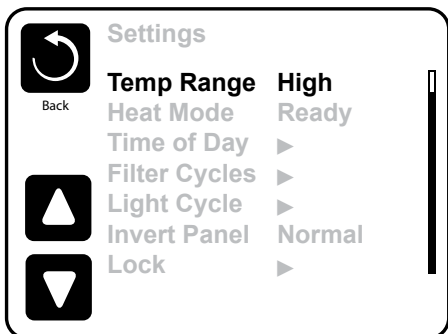 Settings
Back
Temp Range High
Heat Mode Ready
Time of Day
Filter Cycles
Light Cycle
Invert Panel Normal
Lock